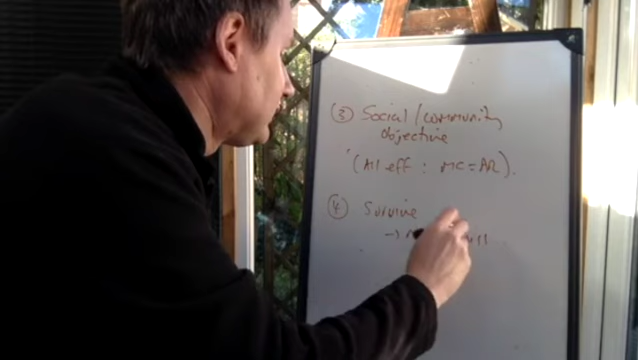 (3) Social/community
objective
(All eff : MC=AR).
(4) Survive
→